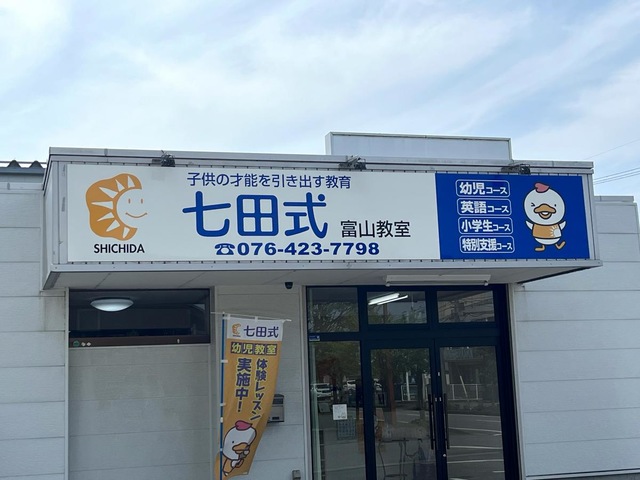 子供の才能を引き出す教育
七田式 富山教室
☎076-423-7798
SHICHIDA
幼児コース
英語コース
小学生コース
特別支援コース
七田式
幼児教室
体験レッスン
実施中!